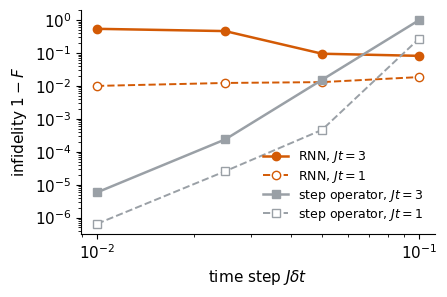 infidelity 1 − F
10⁰
10⁻¹
10⁻²
10⁻³
10⁻⁴
10⁻⁵
10⁻⁶
RNN, Jt = 3
RNN, Jt = 1
step operator, Jt = 3
step operator, Jt = 1
10⁻² 10⁻¹
time step Jδt